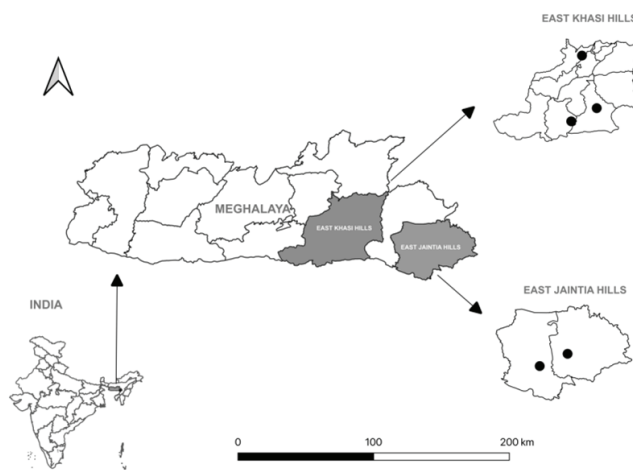 EAST KHASI HILLS
MEGHALAYA
EAST KHASI HILLS
EAST JAINTIA HILLS
INDIA
EAST JAINTIA HILLS
0 100 200 km